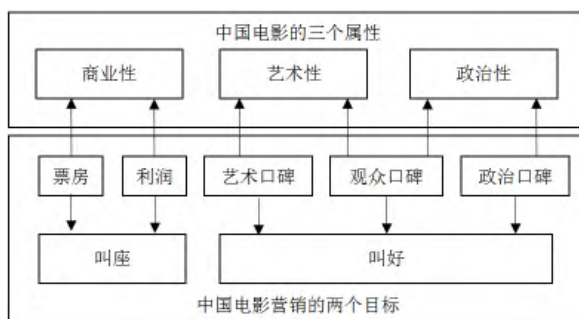 中国电影的三个属性
商业性 艺术性 政治性
票房 利润 艺术口碑 观众口碑 政治口碑
叫座 叫好
中国电影营销的两个目标